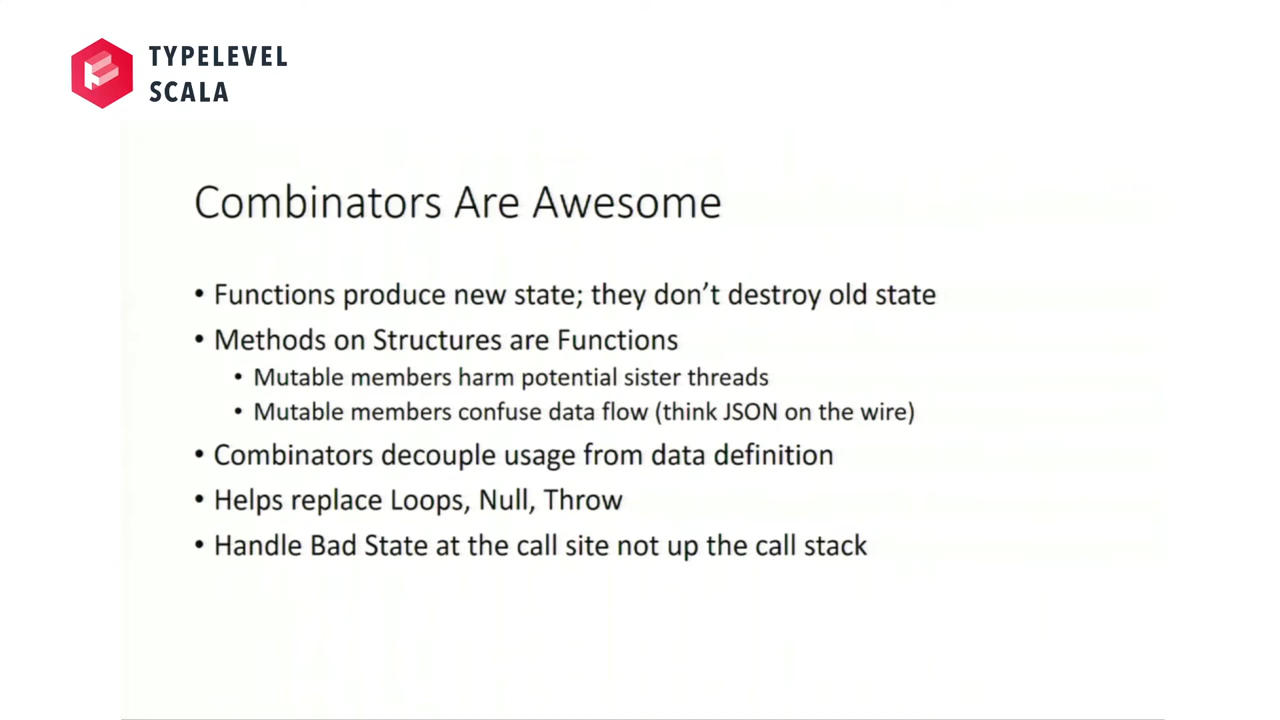 TYPELEVEL
SCALA
Combinators Are Awesome
• Functions produce new state; they don’t destroy old state
• Methods on Structures are Functions
• Mutable members harm potential sister threads
• Mutable members confuse data flow (think JSON on the wire)
• Combinators decouple usage from data definition
• Helps replace Loops, Null, Throw
• Handle Bad State at the call site not up the call stack